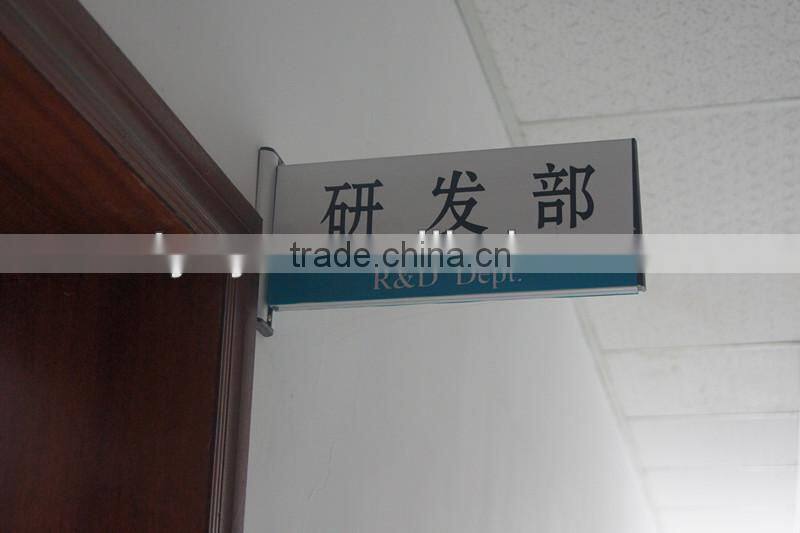 研发部
trade.china.cn
R&D Dept.